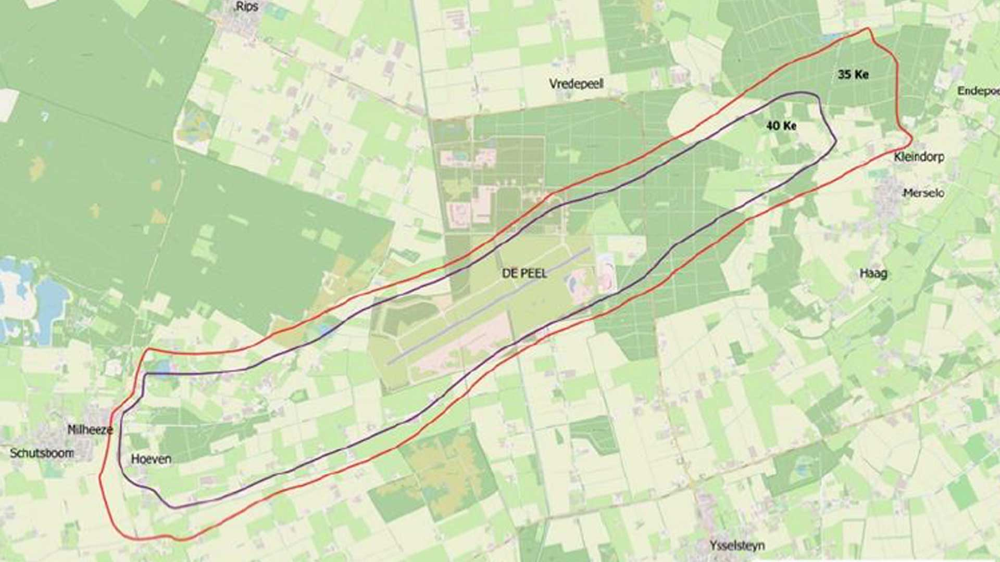 Rips
Vredepeel
35 Ke
Endepoe
40 Ke
Kleindorp
Merselo
DE PEEL
Haag
Milheeze
Schutsboom
Hoeven
Ysselsteyn